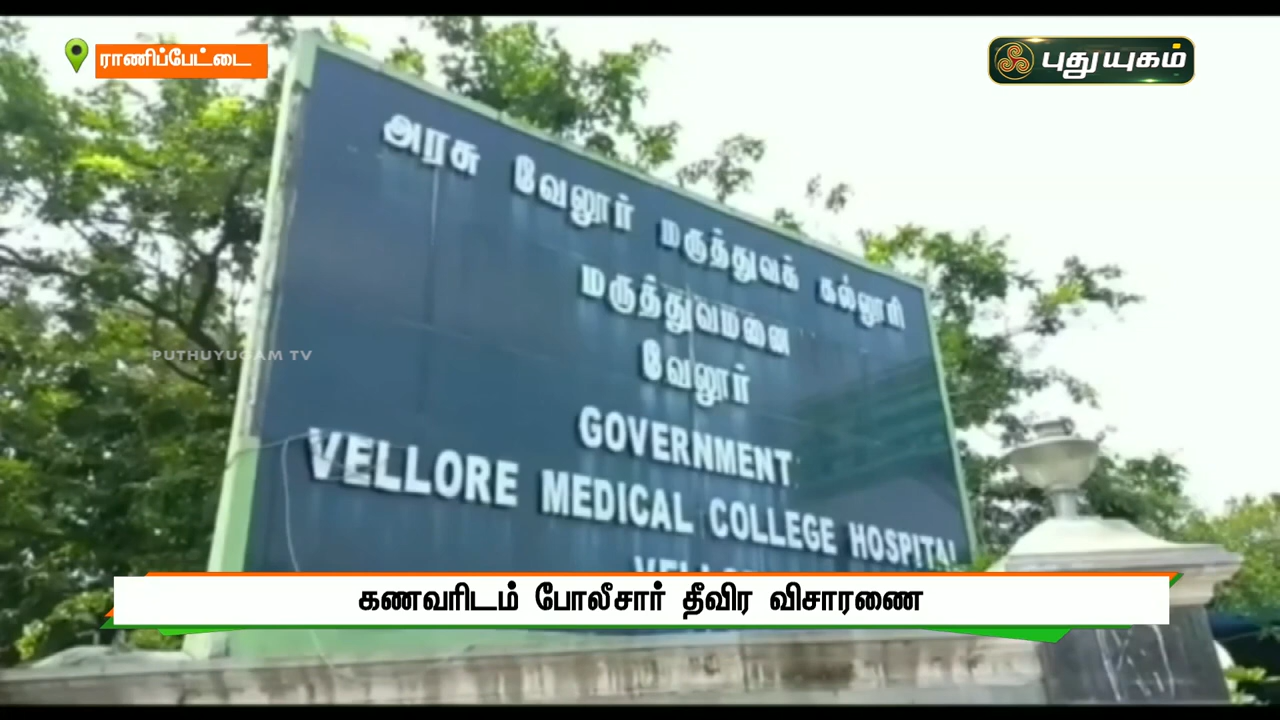 ராணிப்பேட்டை
புதுயுகம்
அரசு வேலூர் மருத்துவக் கல்லூரி
மருத்துவமனை
வேலூர்
PUTHUYUGAM TV
GOVERNMENT
VELLORE MEDICAL COLLEGE HOSPITAL
கணவரிடம் போலீசார் தீவிர விசாரணை